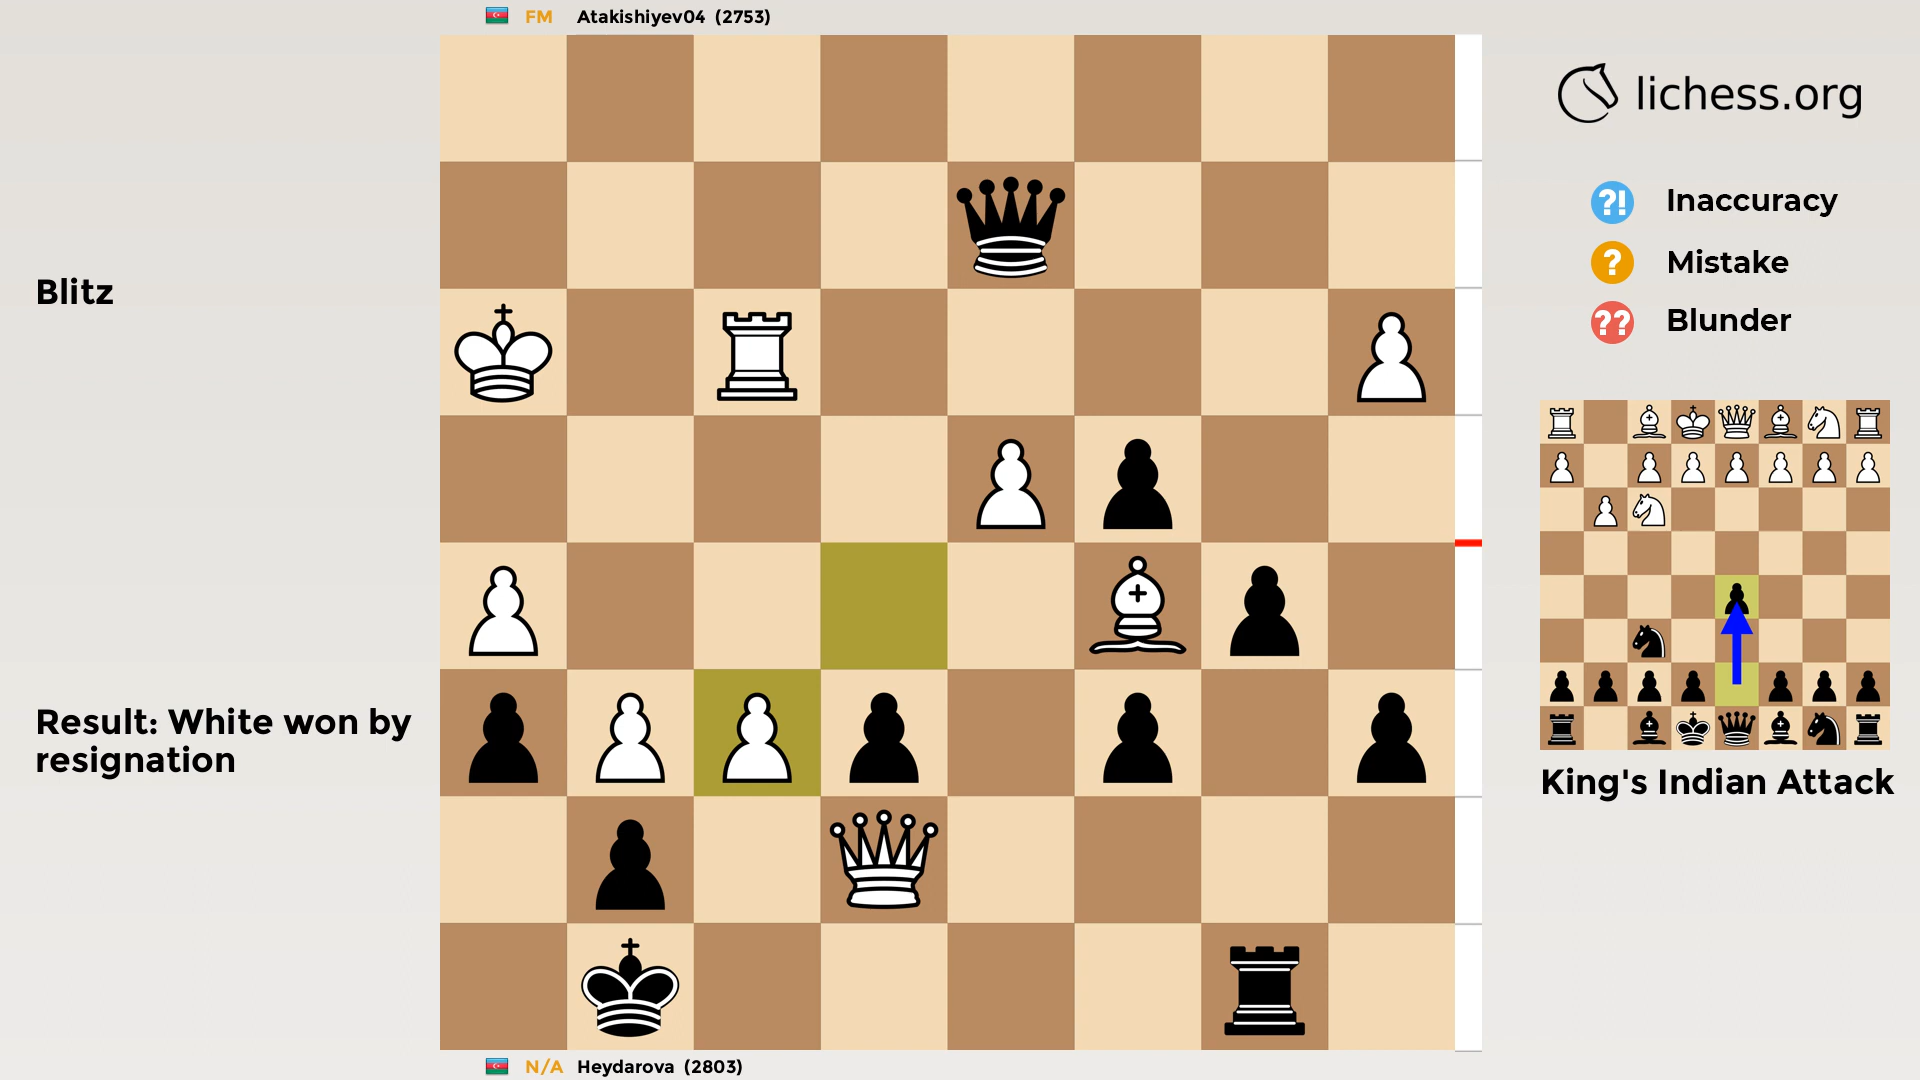 FM Atakishiyev04 (2753)
lichess.org
?! Inaccuracy
? Mistake
?? Blunder
Blitz
Result: White won by
resignation
King's Indian Attack
N/A Heydarova (2803)